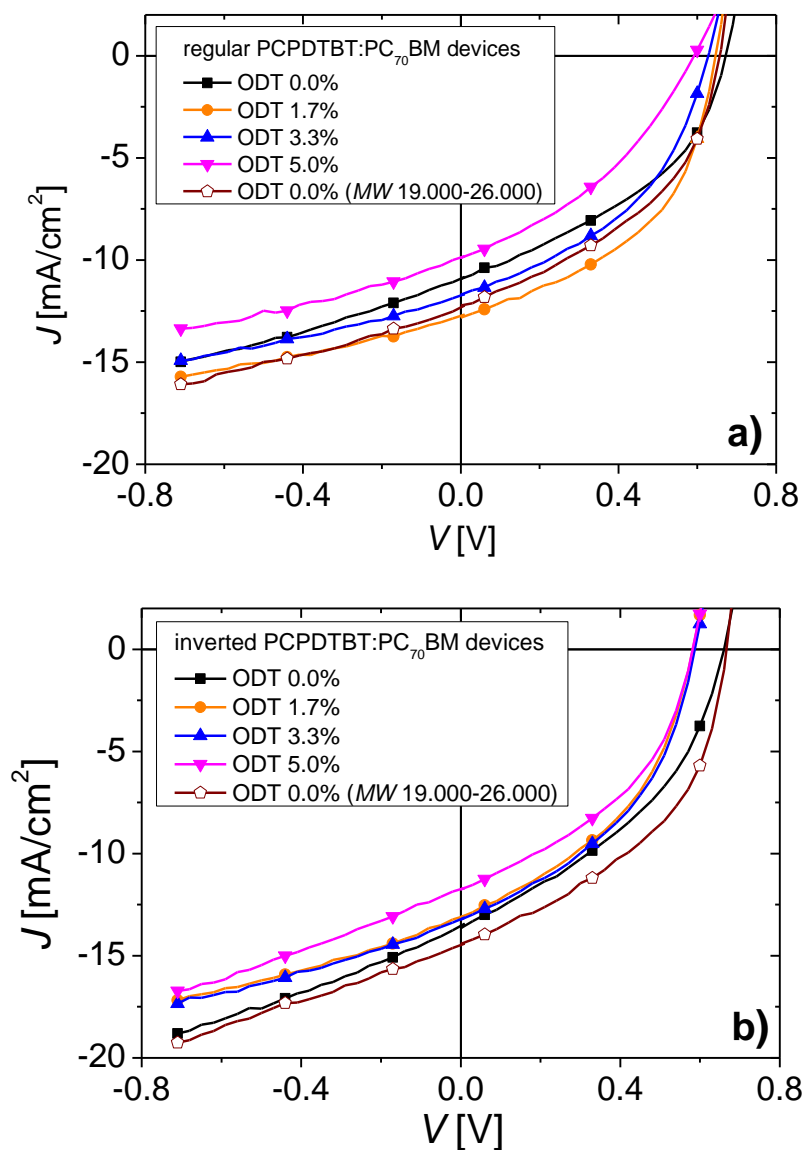 regular PCPDTBT:PC₇₀BM devices
ODT 0.0%
ODT 1.7%
ODT 3.3%
ODT 5.0%
ODT 0.0% (MW 19.000-26.000)
0
-5
-10
-15
-20
J [mA/cm²]
a)
-0.8 -0.4 0.0 0.4 0.8
V [V]
inverted PCPDTBT:PC₇₀BM devices
ODT 0.0%
ODT 1.7%
ODT 3.3%
ODT 5.0%
ODT 0.0% (MW 19.000-26.000)
0
-5
-10
-15
-20
J [mA/cm²]
b)
-0.8 -0.4 0.0 0.4 0.8
V [V]